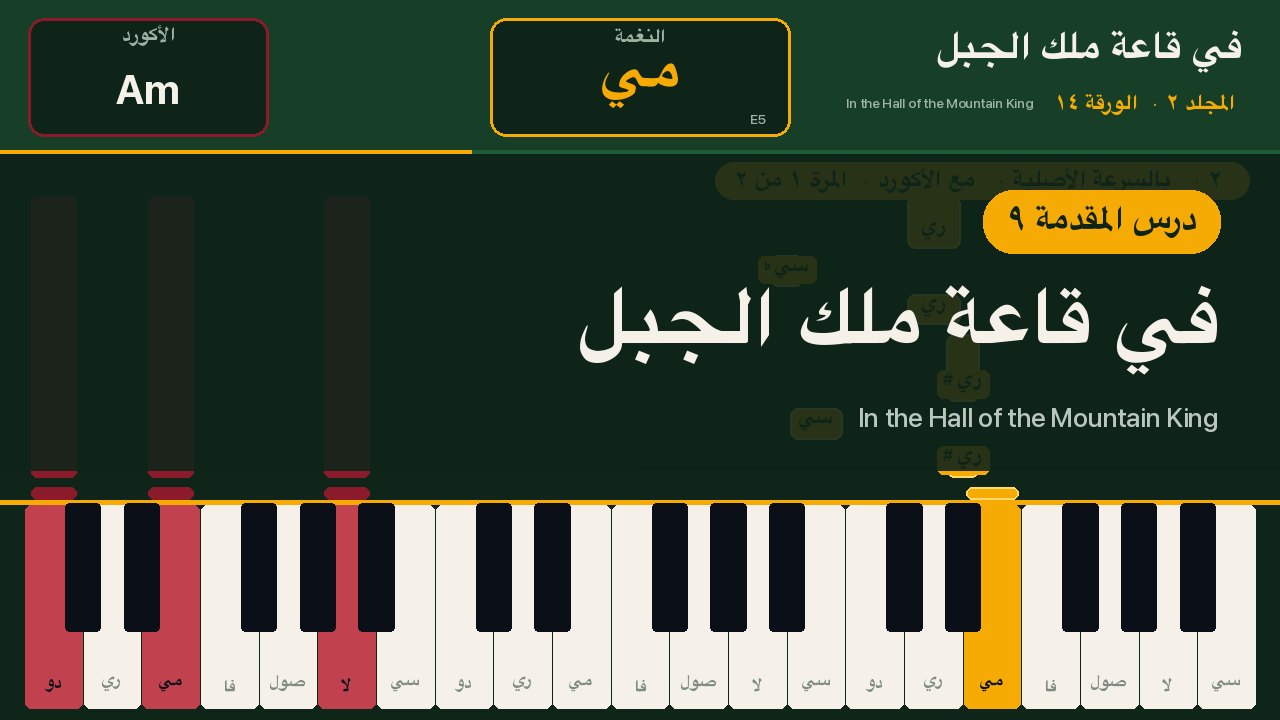 في قاعة ملك الجبل
المجلد ٢ · الورقة ١٤ In the Hall of the Mountain King
النغمة
مي
E5
الأكورد
Am
٢ · بالسرعة الأصلية · مع الأكورد · المرة ١ من ٢
درس المقدمة ٩
ري
سي ♭
ري
في قاعة ملك الجبل
ري #
In the Hall of the Mountain King
سي
ري #
دو ري مي فا صول لا سي دو ري مي فا صول لا سي دو ري مي فا صول لا سي